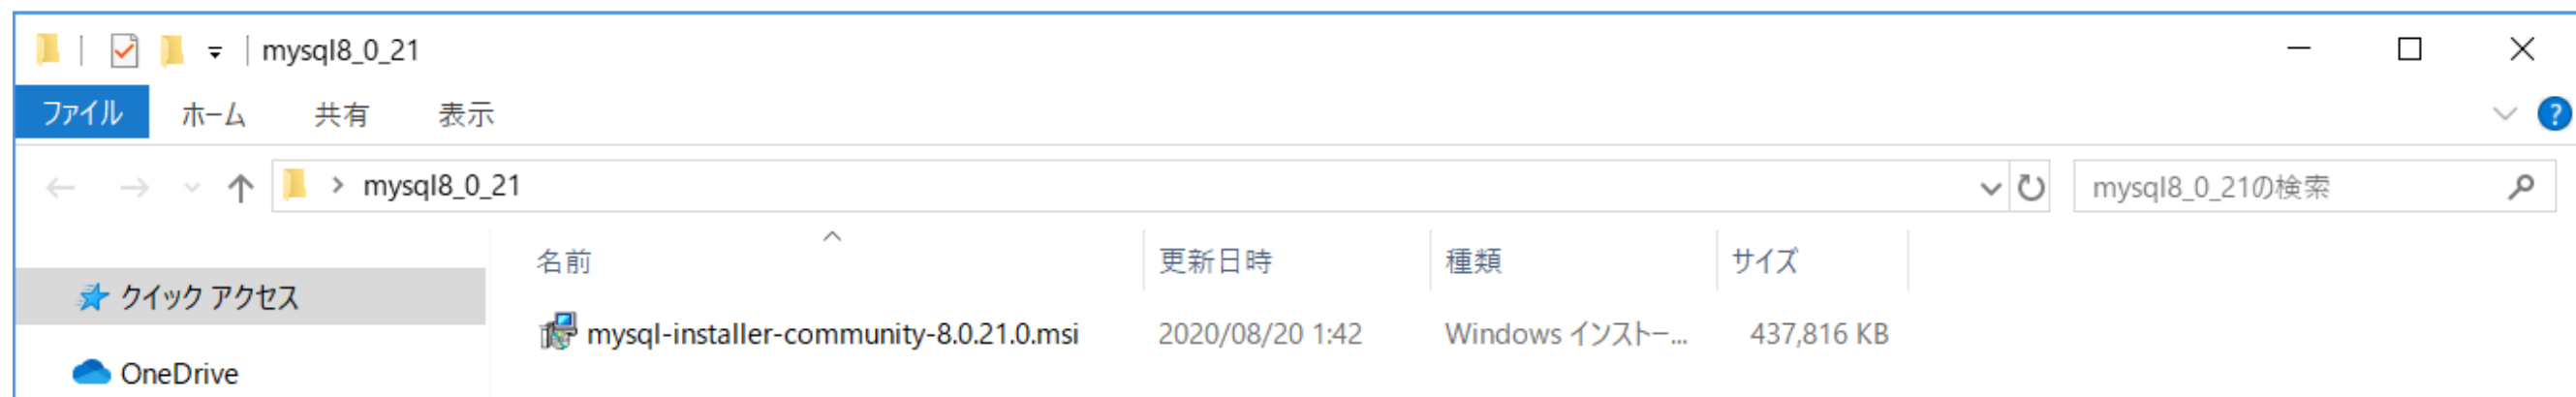 mysql8_0_21
ファイル ホーム 共有 表示
mysql8_0_21 mysql8_0_21の検索
名前 更新日時 種類 サイズ
クイック アクセス
mysql-installer-community-8.0.21.0.msi 2020/08/20 1:42 Windows インストー... 437,816 KB
OneDrive